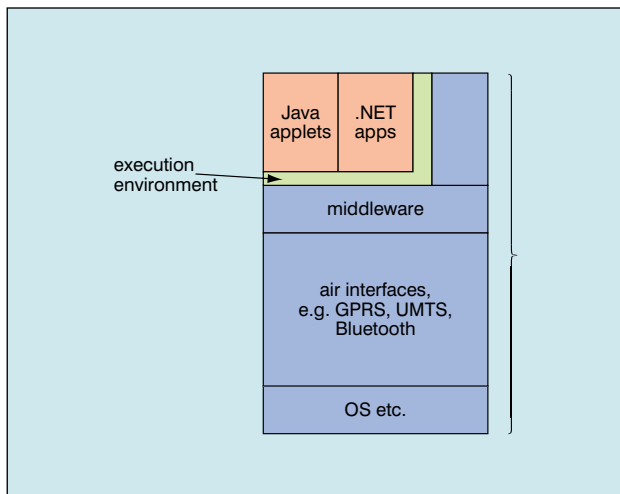 Java
applets
.NET
apps
execution
environment
middleware
air interfaces,
e.g. GPRS, UMTS,
Bluetooth
OS etc.